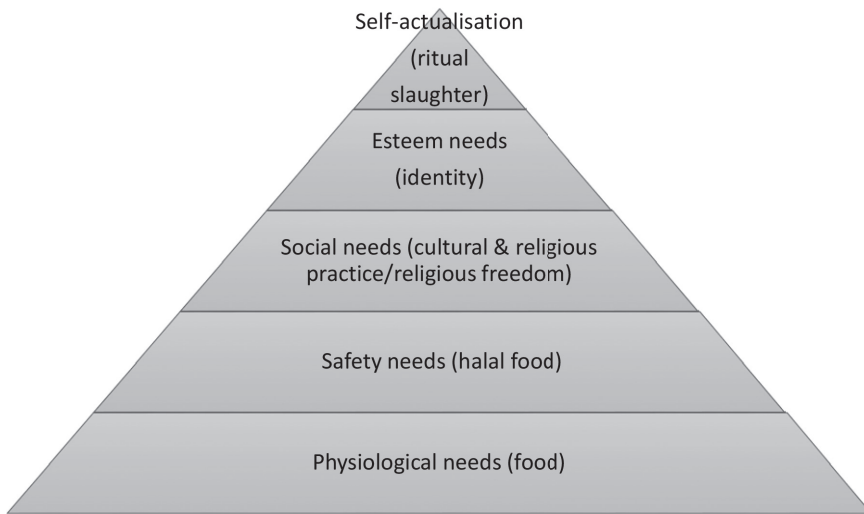 Self-actualisation
(ritual
slaughter)
Esteem needs
(identity)
Social needs (cultural & religious
practice/religious freedom)
Safety needs (halal food)
Physiological needs (food)